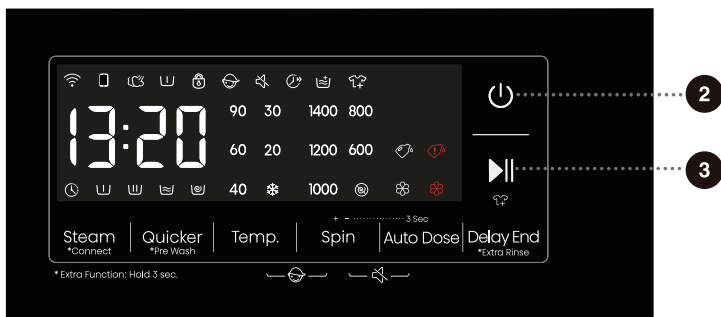 2
13:20
90 30 1400 800
60 20 1200 600
3
40 1000
+ - 3 Sec
Steam Quicker Temp. Spin Auto Dose Delay End
*Connect *Pre Wash *Extra Rinse
* Extra Function: Hold 3 sec.